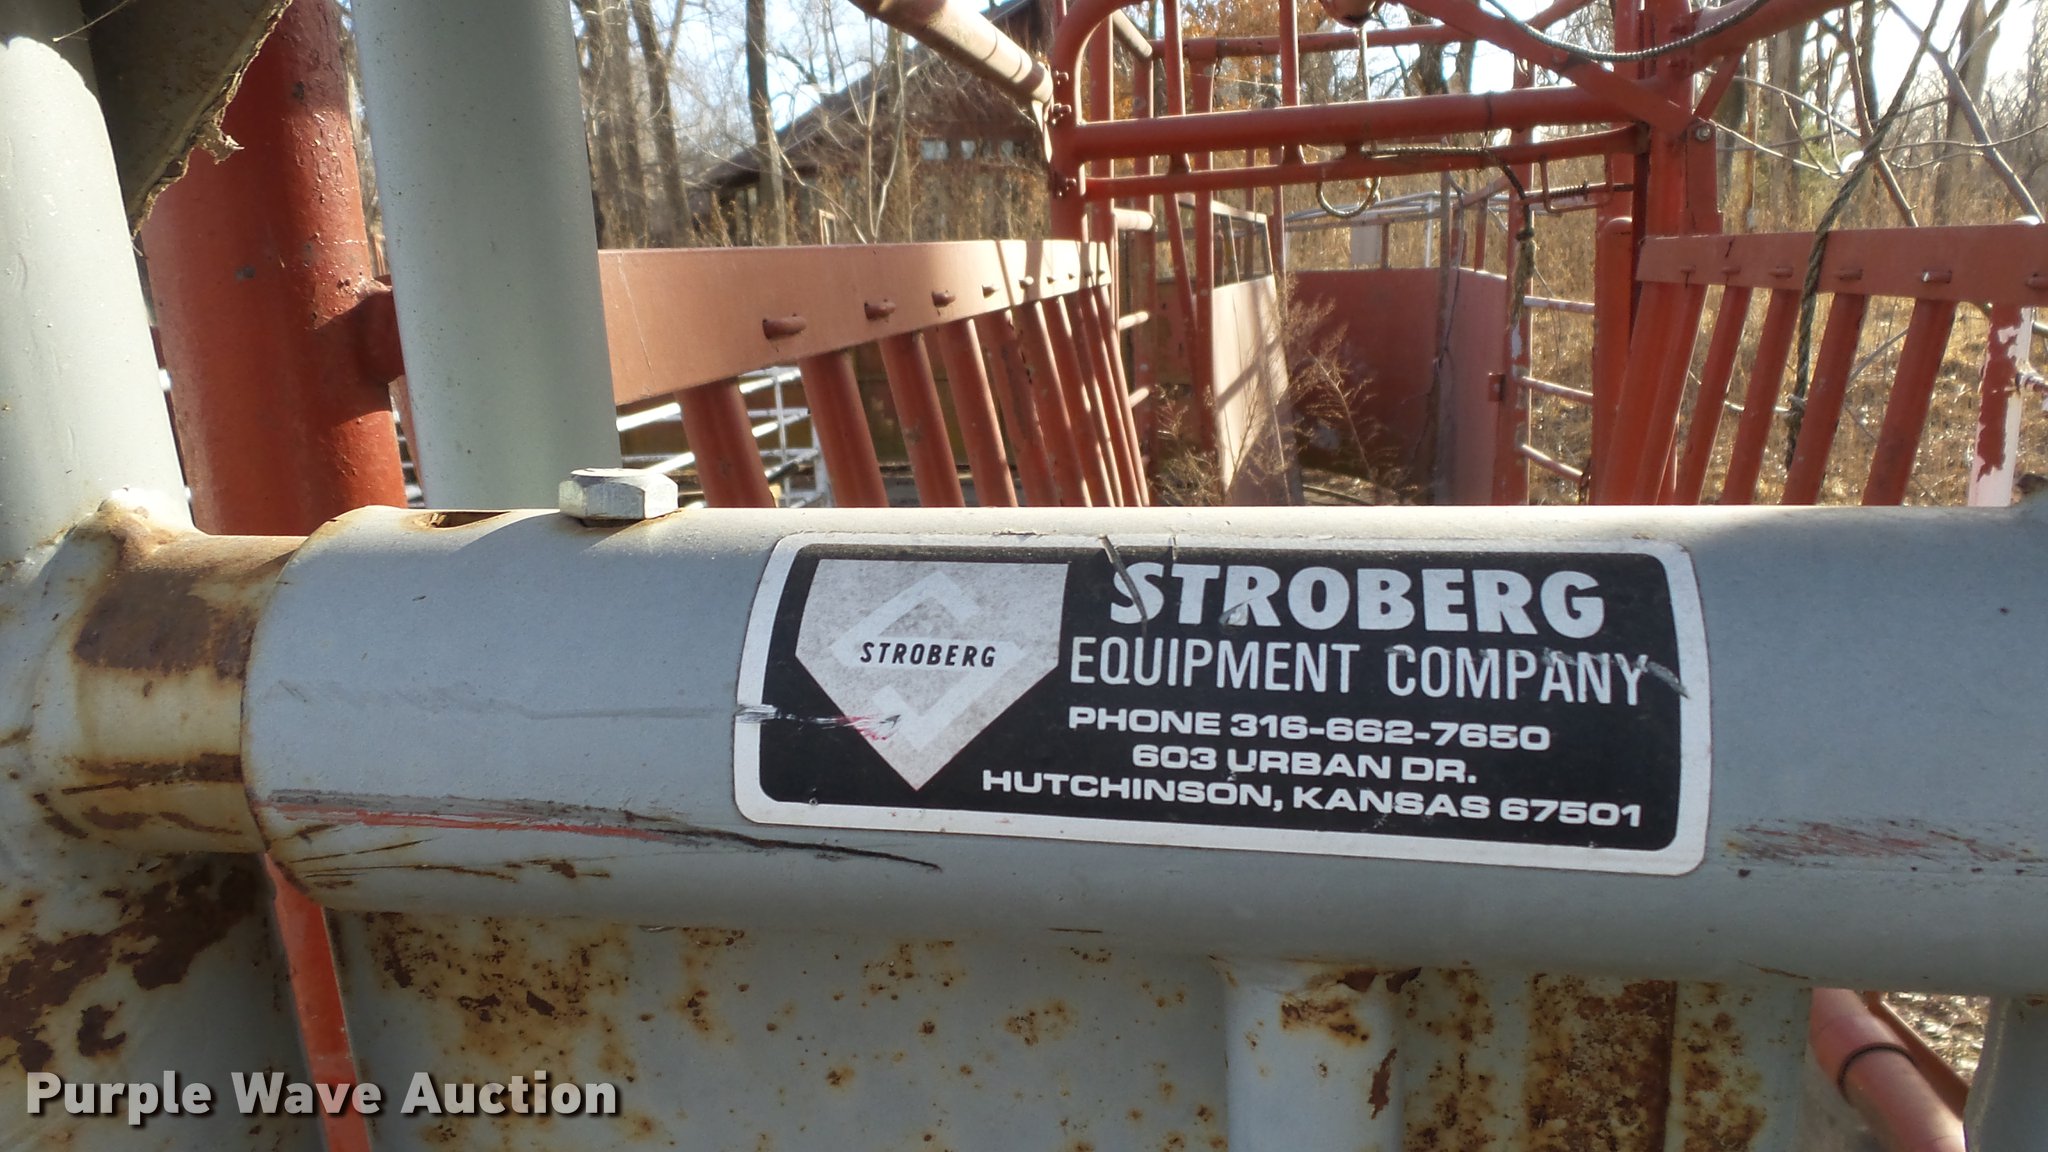 STROBERG
STROBERG
EQUIPMENT COMPANY
PHONE 316-662-7650
603 URBAN DR.
HUTCHINSON, KANSAS 67501
Purple Wave Auction